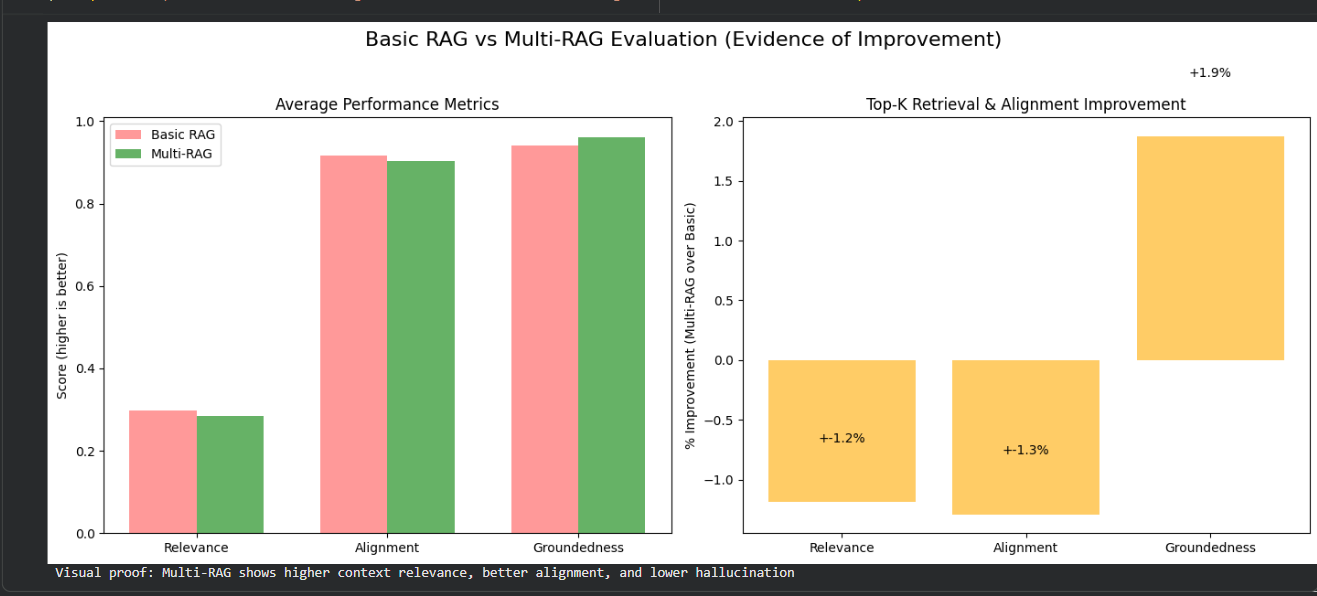 Basic RAG vs Multi-RAG Evaluation (Evidence of Improvement)
Average Performance Metrics
Basic RAG
Multi-RAG
Score (higher is better)
1.0
0.8
0.6
0.4
0.2
0.0
Relevance
Alignment
Groundedness
+1.9%
Top-K Retrieval & Alignment Improvement
% Improvement (Multi-RAG over Basic)
2.0
1.5
1.0
0.5
0.0
−0.5
−1.0
+-1.2%
+-1.3%
Relevance
Alignment
Groundedness
Visual proof: Multi-RAG shows higher context relevance, better alignment, and lower hallucination